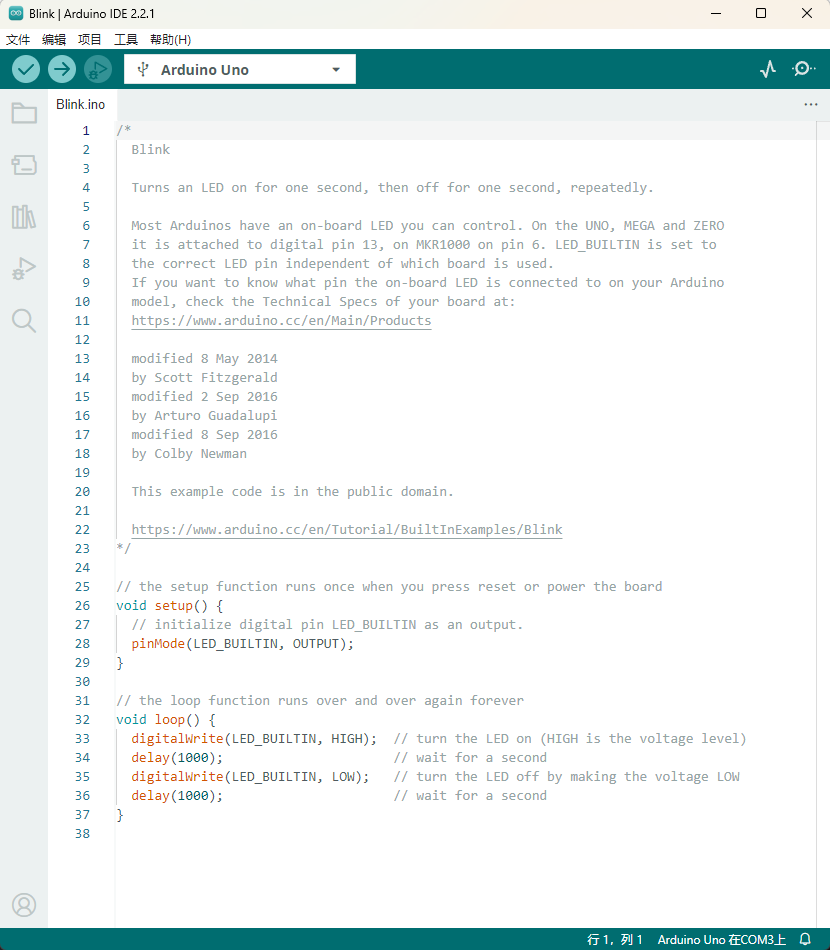 Blink | Arduino IDE 2.2.1
文件 编辑 项目 工具 帮助(H)
Arduino Uno
Blink.ino
1 /*
2 Blink
3
4 Turns an LED on for one second, then off for one second, repeatedly.
5
6 Most Arduinos have an on-board LED you can control. On the UNO, MEGA and ZERO
7 it is attached to digital pin 13, on MKR1000 on pin 6. LED_BUILTIN is set to
8 the correct LED pin independent of which board is used.
9 If you want to know what pin the on-board LED is connected to on your Arduino
10 model, check the Technical Specs of your board at:
11 https://www.arduino.cc/en/Main/Products
12
13 modified 8 May 2014
14 by Scott Fitzgerald
15 modified 2 Sep 2016
16 by Arturo Guadalupi
17 modified 8 Sep 2016
18 by Colby Newman
19
20 This example code is in the public domain.
21
22 https://www.arduino.cc/en/Tutorial/BuiltInExamples/Blink
23 */
24
25 // the setup function runs once when you press reset or power the board
26 void setup() {
27 // initialize digital pin LED_BUILTIN as an output.
28 pinMode(LED_BUILTIN, OUTPUT);
29 }
30
31 // the loop function runs over and over again forever
32 void loop() {
33 digitalWrite(LED_BUILTIN, HIGH);  // turn the LED on (HIGH is the voltage level)
34 delay(1000);                      // wait for a second
35 digitalWrite(LED_BUILTIN, LOW);   // turn the LED off by making the voltage LOW
36 delay(1000);                      // wait for a second
37 }
38
行 1，列 1 Arduino Uno 在COM3上